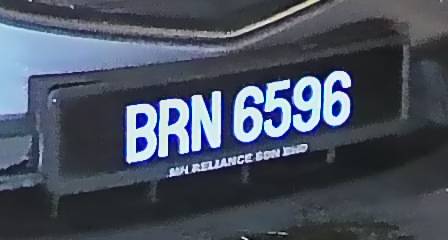 BRN 6596
MH RELIANCE SDN BHD